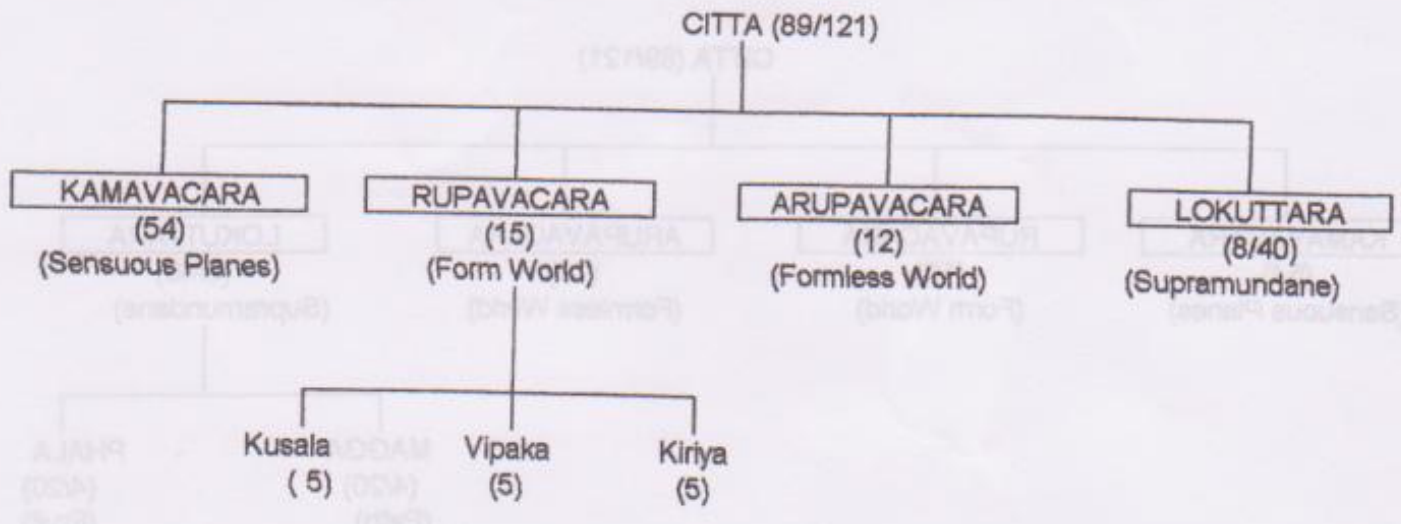 CITTA (89/121)
KAMAVACARA
(54)
(Sensuous Planes)
RUPAVACARA
(15)
(Form World)
ARUPAVACARA
(12)
(Formless World)
LOKUTTARA
(8/40)
(Supramundane)
Kusala
( 5)
Vipaka
(5)
Kiriya
(5)